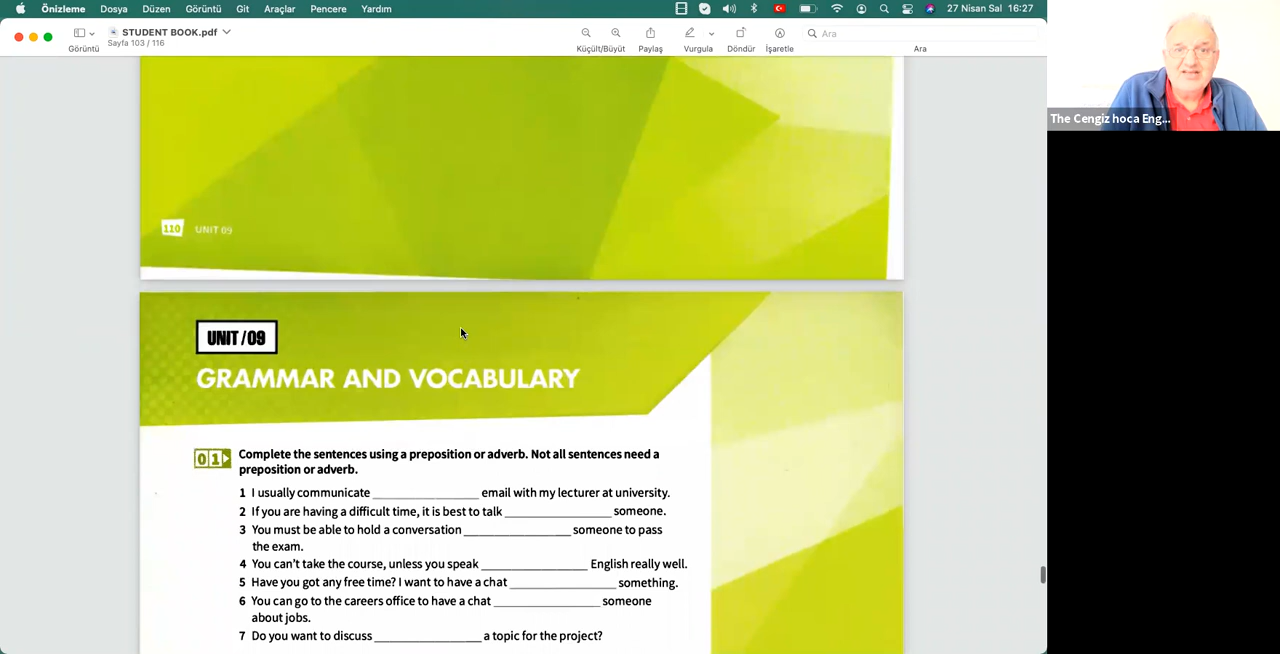 Önizleme Dosya Düzen Görüntü Git Araçlar Pencere Yardım 27 Nisan Sal 16:27
STUDENT BOOK.pdf
Sayfa 103 / 116
Görüntü Küçült/Büyüt Paylaş Vurgula Döndür İşaretle Ara
Ara
The Cengiz hoca Eng...
110 UNIT 09
UNIT /09
GRAMMAR AND VOCABULARY
01 Complete the sentences using a preposition or adverb. Not all sentences need a
preposition or adverb.
1 I usually communicate ________________ email with my lecturer at university.
2 If you are having a difficult time, it is best to talk ________________ someone.
3 You must be able to hold a conversation ________________ someone to pass
the exam.
4 You can't take the course, unless you speak ________________ English really well.
5 Have you got any free time? I want to have a chat ________________ something.
6 You can go to the careers office to have a chat ________________ someone
about jobs.
7 Do you want to discuss ________________ a topic for the project?